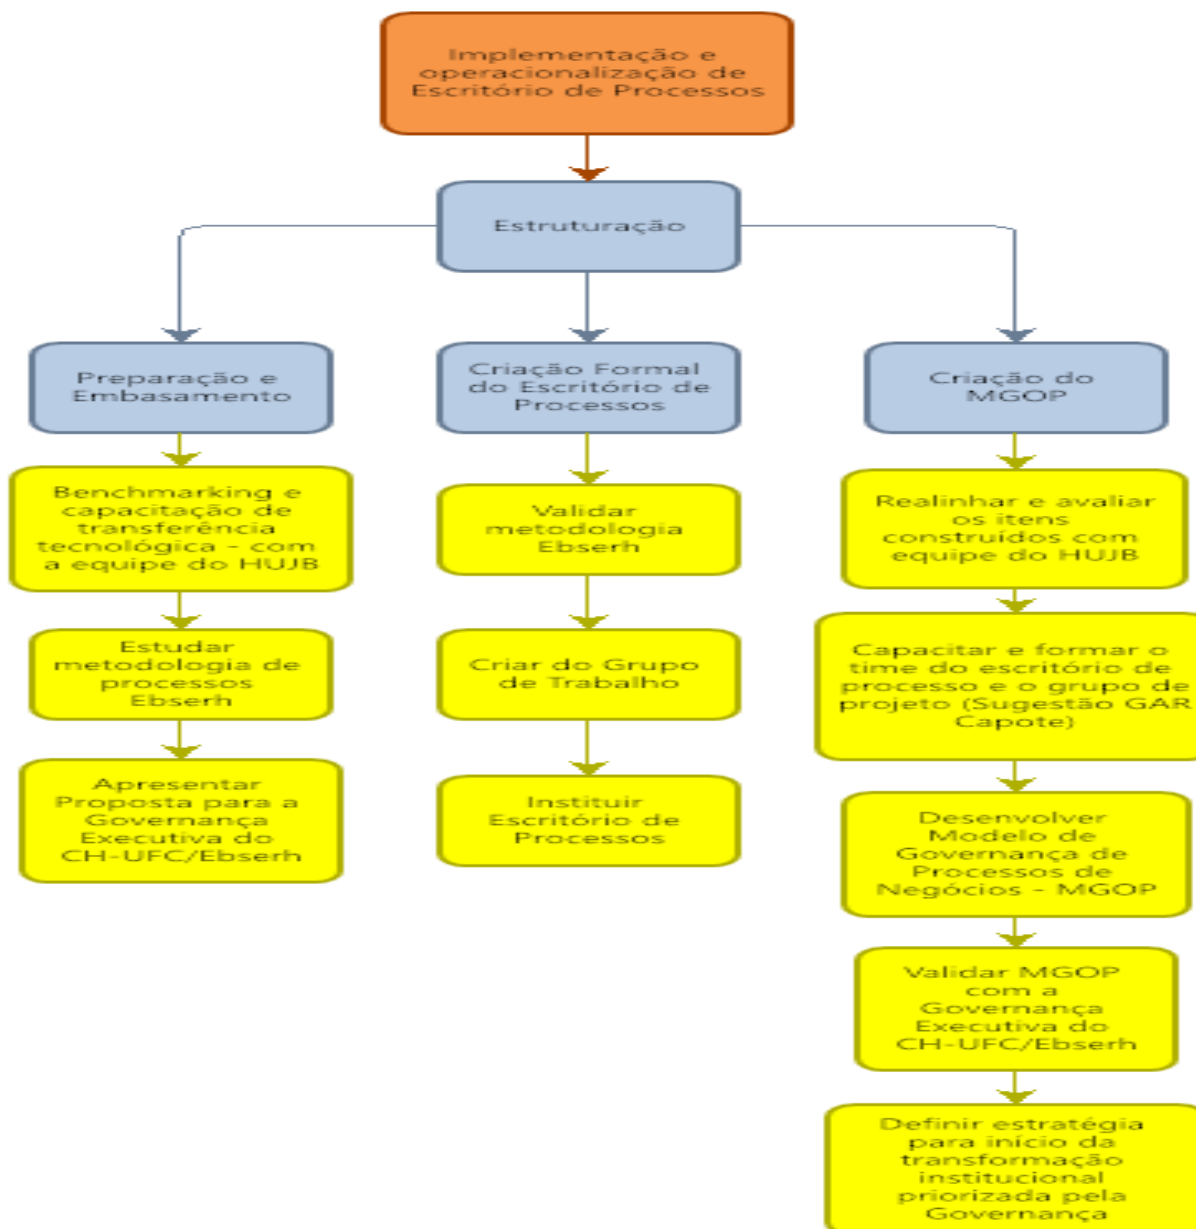 Implementação e
operacionalização de
Escritório de Processos
Estruturação
Preparação e
Embasamento
Criação Formal
do Escritório de
Processos
Criação do
MGOP
Benchmarking e
capacitação de
transferência
tecnológica - com
a equipe do HUJB
Estudar
metodologia de
processos
Ebserh
Apresentar
Proposta para a
Governança
Executiva do
CH-UFC/Ebserh
Validar
metodologia
Ebserh
Criar do Grupo
de Trabalho
Instituir
Escritório de
Processos
Realinhar e avaliar
os itens
construídos com
equipe do HUJB
Capacitar e formar o
time do escritório de
processo e o grupo de
projeto (Sugestão GAR
Capote)
Desenvolver
Modelo de
Governança de
Processos de
Negócios - MGOP
Validar MGOP
com a
Governança
Executiva do
CH-UFC/Ebserh
Definir estratégia
para início da
transformação
institucional
priorizada pela
Governança